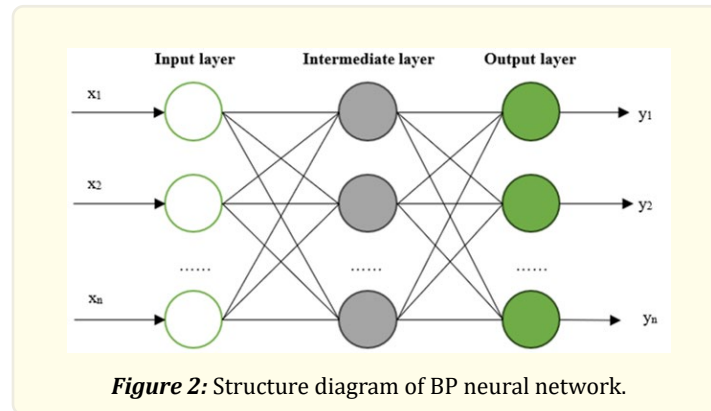 Input layer Intermediate layer Output layer
x1 y1
x2 y2
...... ...... ......
xn yn
Figure 2: Structure diagram of BP neural network.